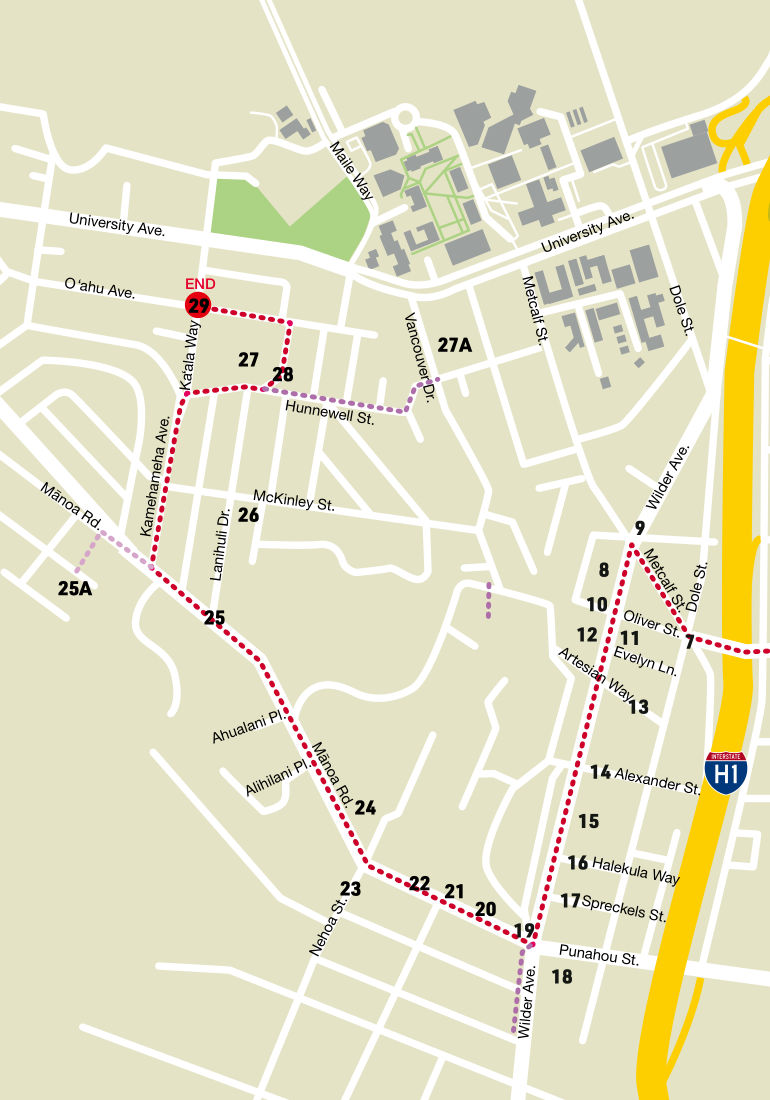 Maile Way
University Ave.
University Ave.
O‘ahu Ave.
END
29
Metcalf St.
Dole St.
Ka‘ala Way
Vancouver Dr.
27A
27
28
Hunnewell St.
Kamehameha Ave.
Wilder Ave.
Mānoa Rd.
McKinley St.
26
Lanihuli Dr.
9
8
Metcalf St.
Dole St.
25A
10
25
Oliver St.
12
11
7
Evelyn Ln.
Artesian Way
13
Ahualani Pl.
Alihilani Pl.
Mānoa Rd.
INTERSTATE
H1
14
Alexander St.
24
15
16
Halekula Way
23
22
21
17
Spreckels St.
20
19
Nehoa St.
Punahou St.
18
Wilder Ave.